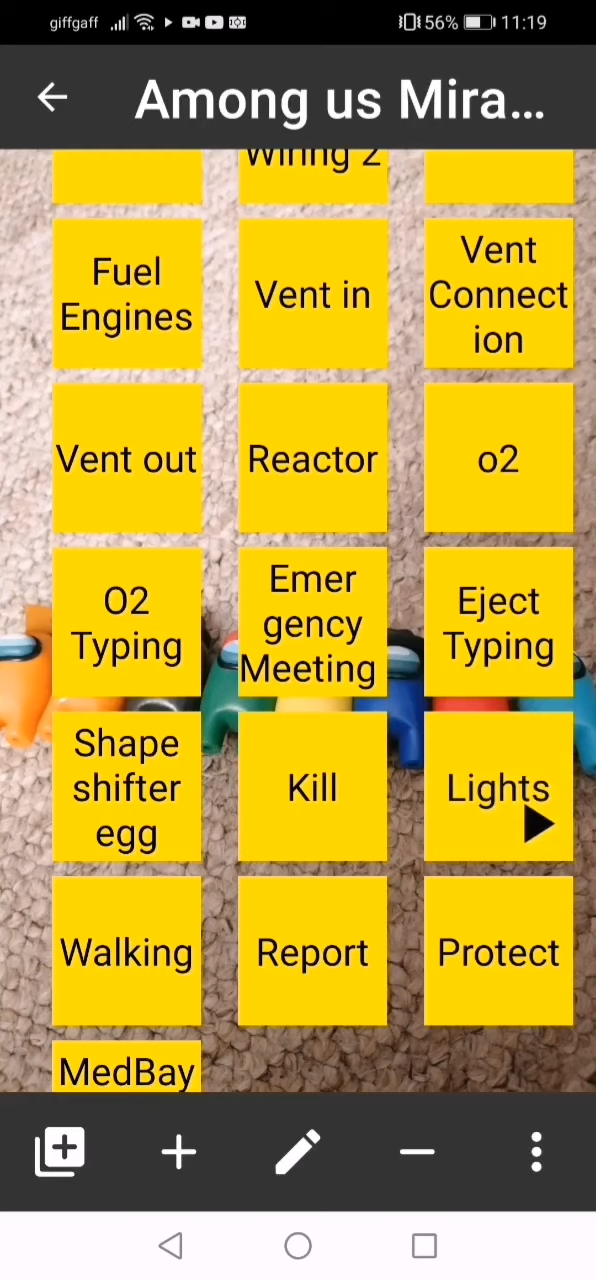 giffgaff 56% 11:19
Among us Mira...
Wiring 2
Fuel
Engines
Vent in
Vent
Connect
ion
Vent out
Reactor
o2
O2
Typing
Emer
gency
Meeting
Eject
Typing
Shape
shifter
egg
Kill
Lights
Walking
Report
Protect
MedBay